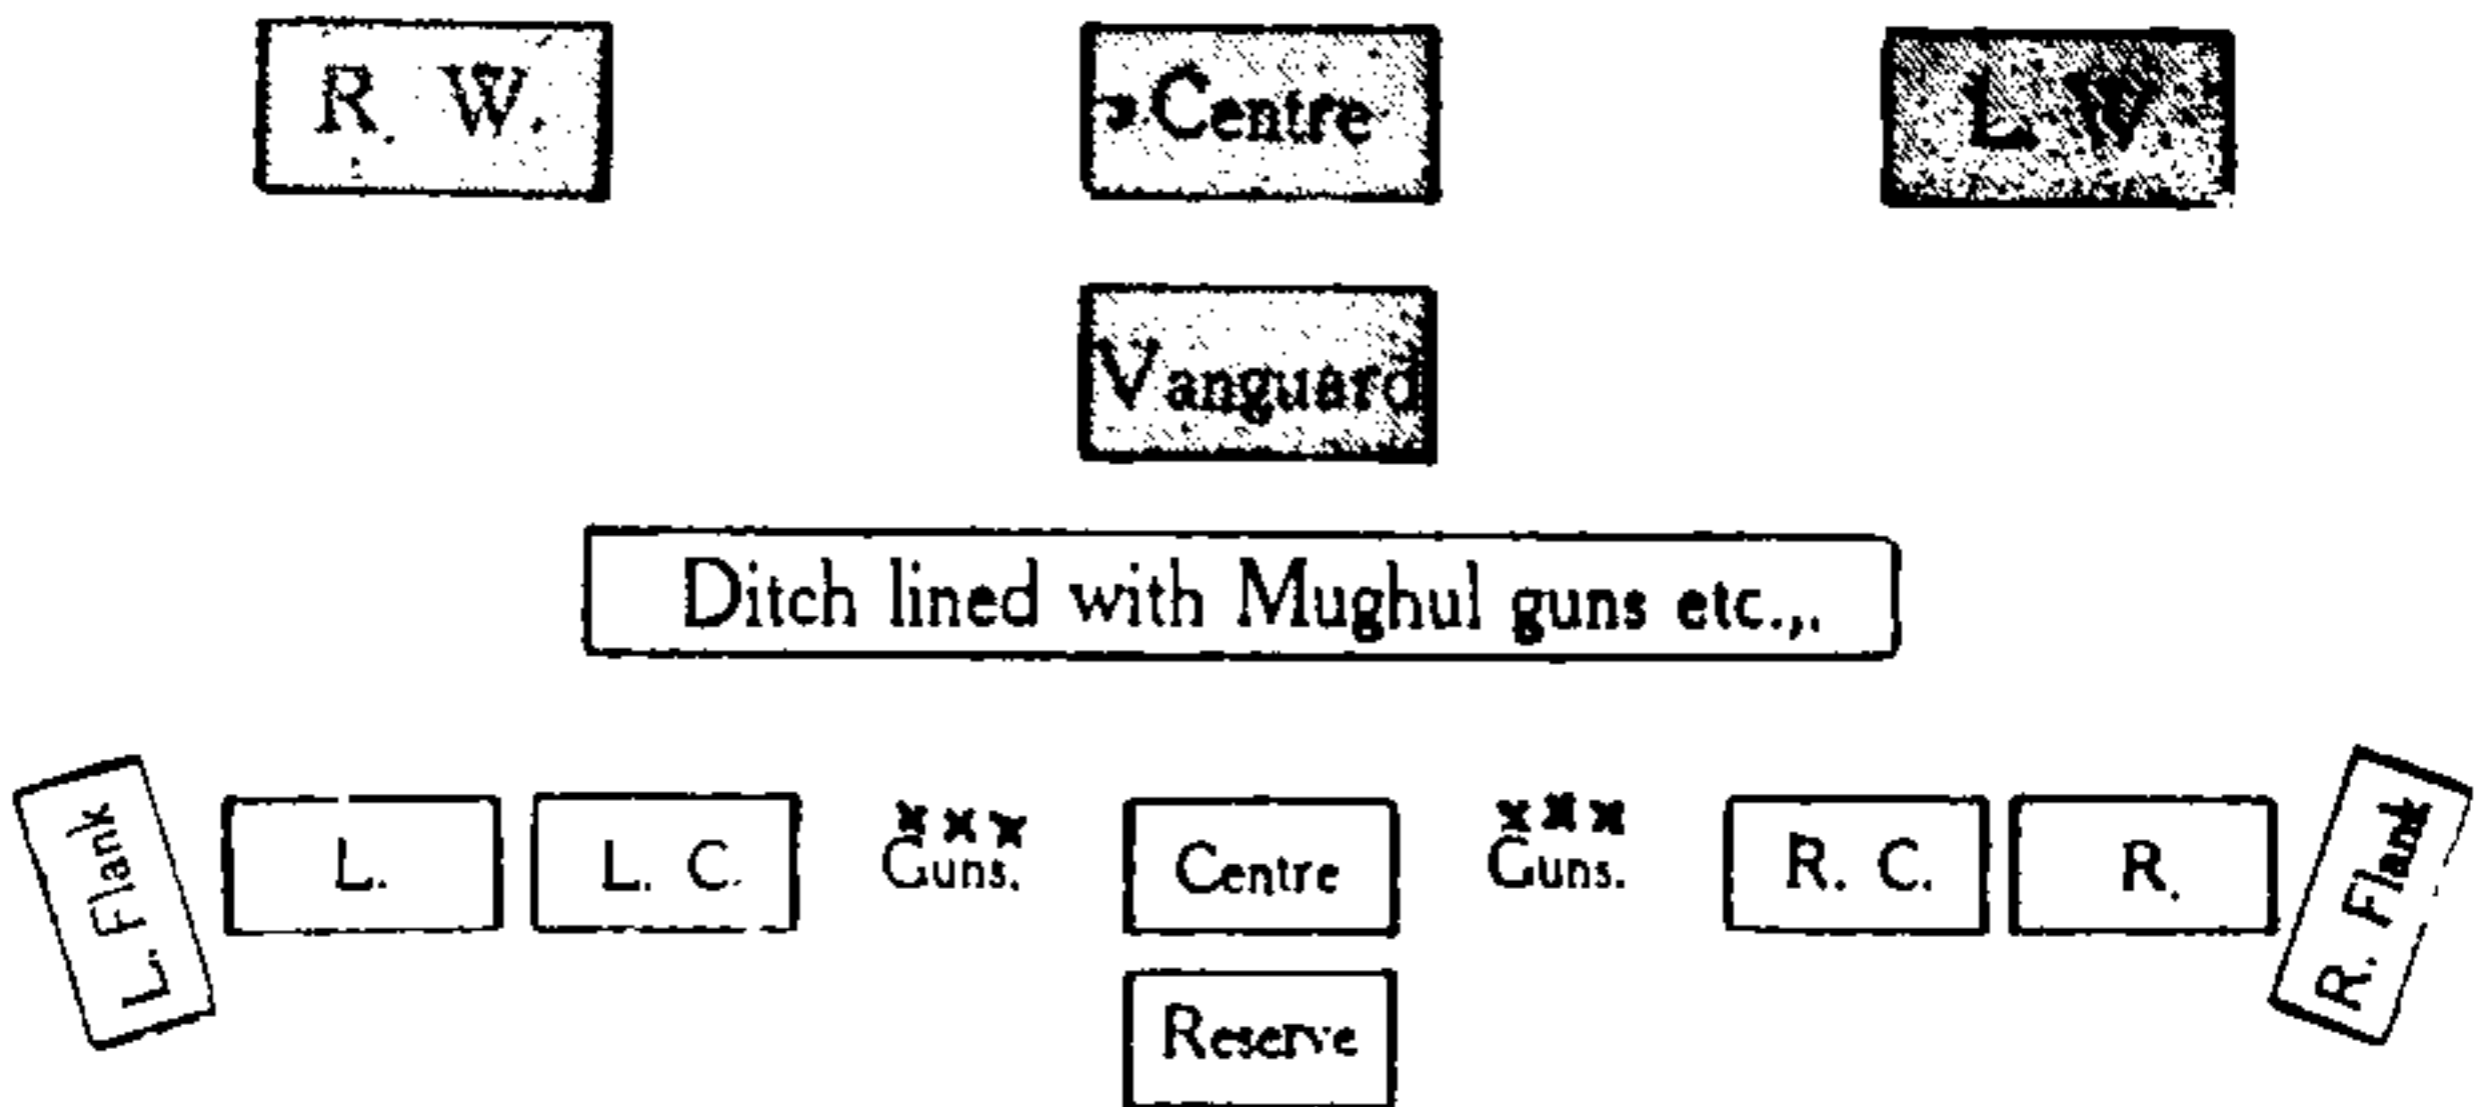 R. W.
Centre
L. W.
Vanguard
Ditch lined with Mughul guns etc.,.
L. Flank
L.
L. C.
Guns.
Centre
Guns.
R. C.
R.
R. Flank
Reserve